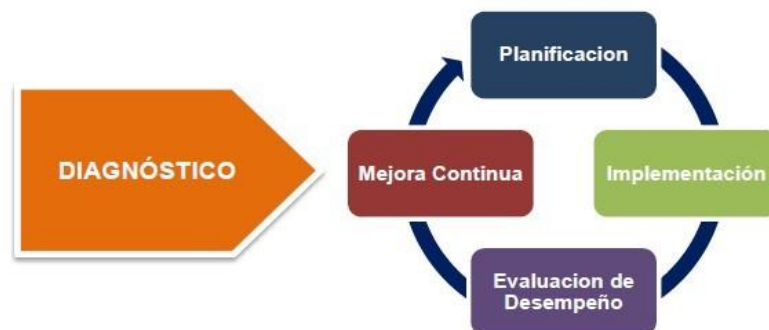 DIAGNÓSTICO
Planificacion
Implementación
Evaluacion de
Desempeño
Mejora Continua